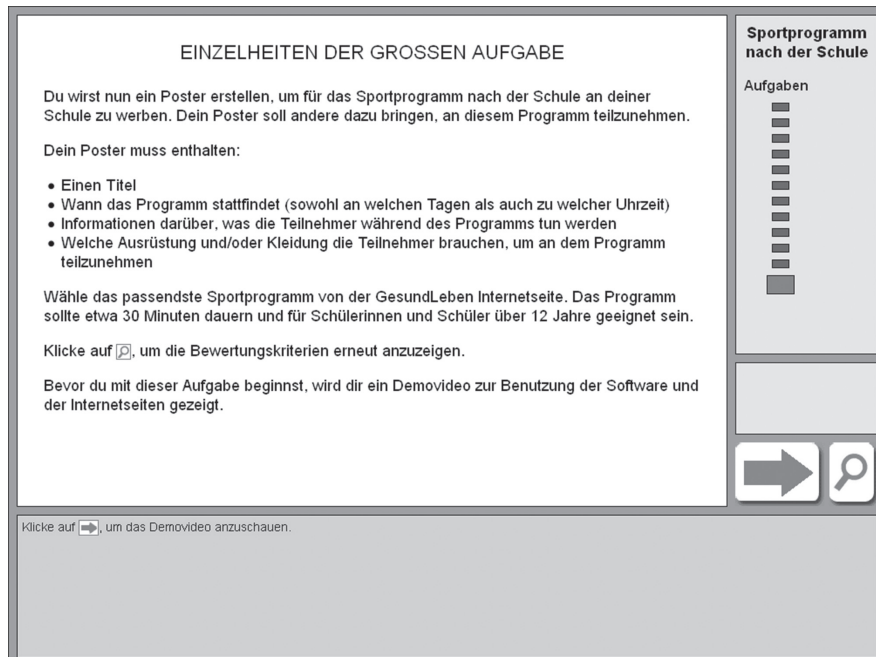 EINZELHEITEN DER GROSSEN AUFGABE
Du wirst nun ein Poster erstellen, um für das Sportprogramm nach der Schule an deiner
Schule zu werben. Dein Poster soll andere dazu bringen, an diesem Programm teilzunehmen.
Dein Poster muss enthalten:
• Einen Titel
• Wann das Programm stattfindet (sowohl an welchen Tagen als auch zu welcher Uhrzeit)
• Informationen darüber, was die Teilnehmer während des Programms tun werden
• Welche Ausrüstung und/oder Kleidung die Teilnehmer brauchen, um an dem Programm
teilzunehmen
Wähle das passendste Sportprogramm von der GesundLeben Internetseite. Das Programm
sollte etwa 30 Minuten dauern und für Schülerinnen und Schüler über 12 Jahre geeignet sein.
Klicke auf , um die Bewertungskriterien erneut anzuzeigen.
Bevor du mit dieser Aufgabe beginnst, wird dir ein Demovideo zur Benutzung der Software und
der Internetseiten gezeigt.
Sportprogramm
nach der Schule
Aufgaben
Klicke auf , um das Demovideo anzuschauen.